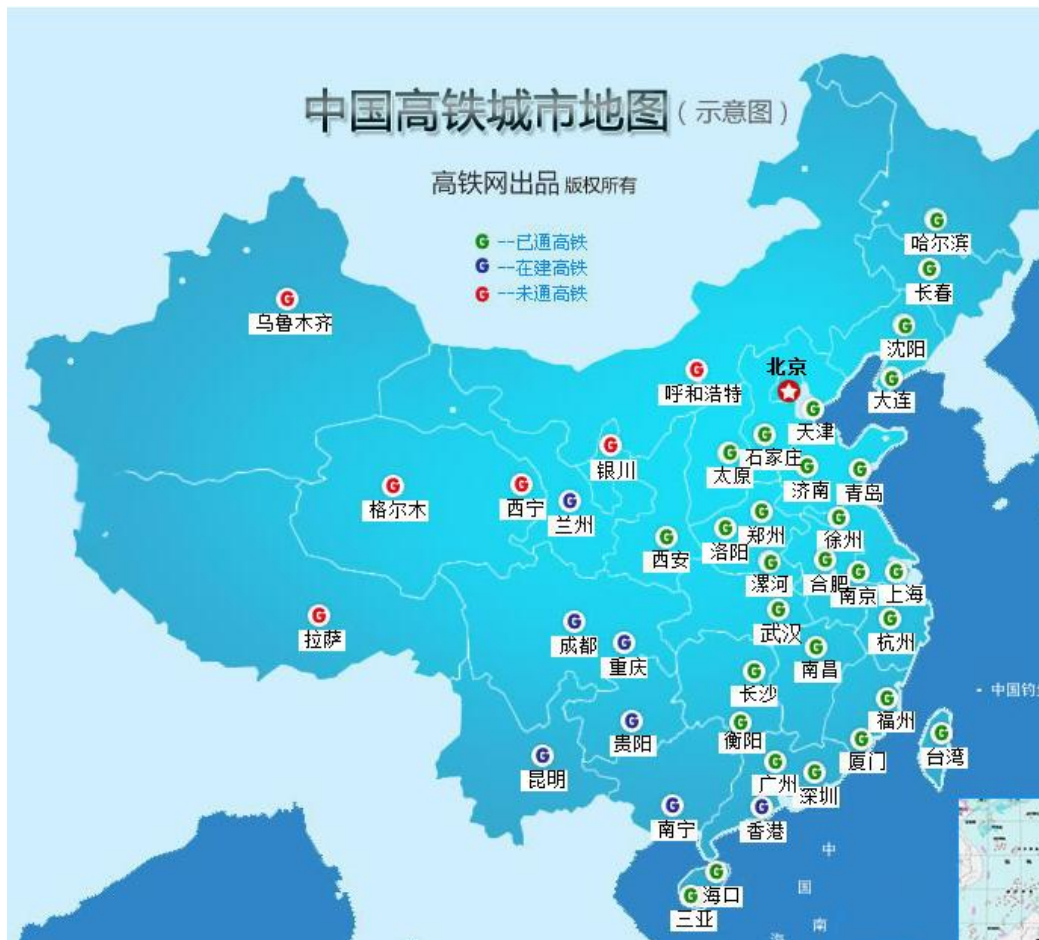 中国高铁城市地图（示意图）
高铁网出品 版权所有
G --已通高铁
G --在建高铁
G --未通高铁
G
哈尔滨
G
长春
G
乌鲁木齐
G
沈阳
北京
G
呼和浩特
G
大连
G
天津
G
石家庄
G
银川
G
太原
G
济南
G
青岛
G
格尔木
G
西宁
G
兰州
G
郑州
G
徐州
G
洛阳
G
西安
G
漯河
G
合肥
G
南京
G
上海
G
拉萨
G
成都
G
武汉
G
杭州
G
重庆
G
南昌
G
长沙
中国钓
G
福州
G
贵阳
G
衡阳
G
厦门
G
台湾
G
昆明
G
广州
G
深圳
G
南宁
G
香港
G
海口
G
三亚
中
国
南
海